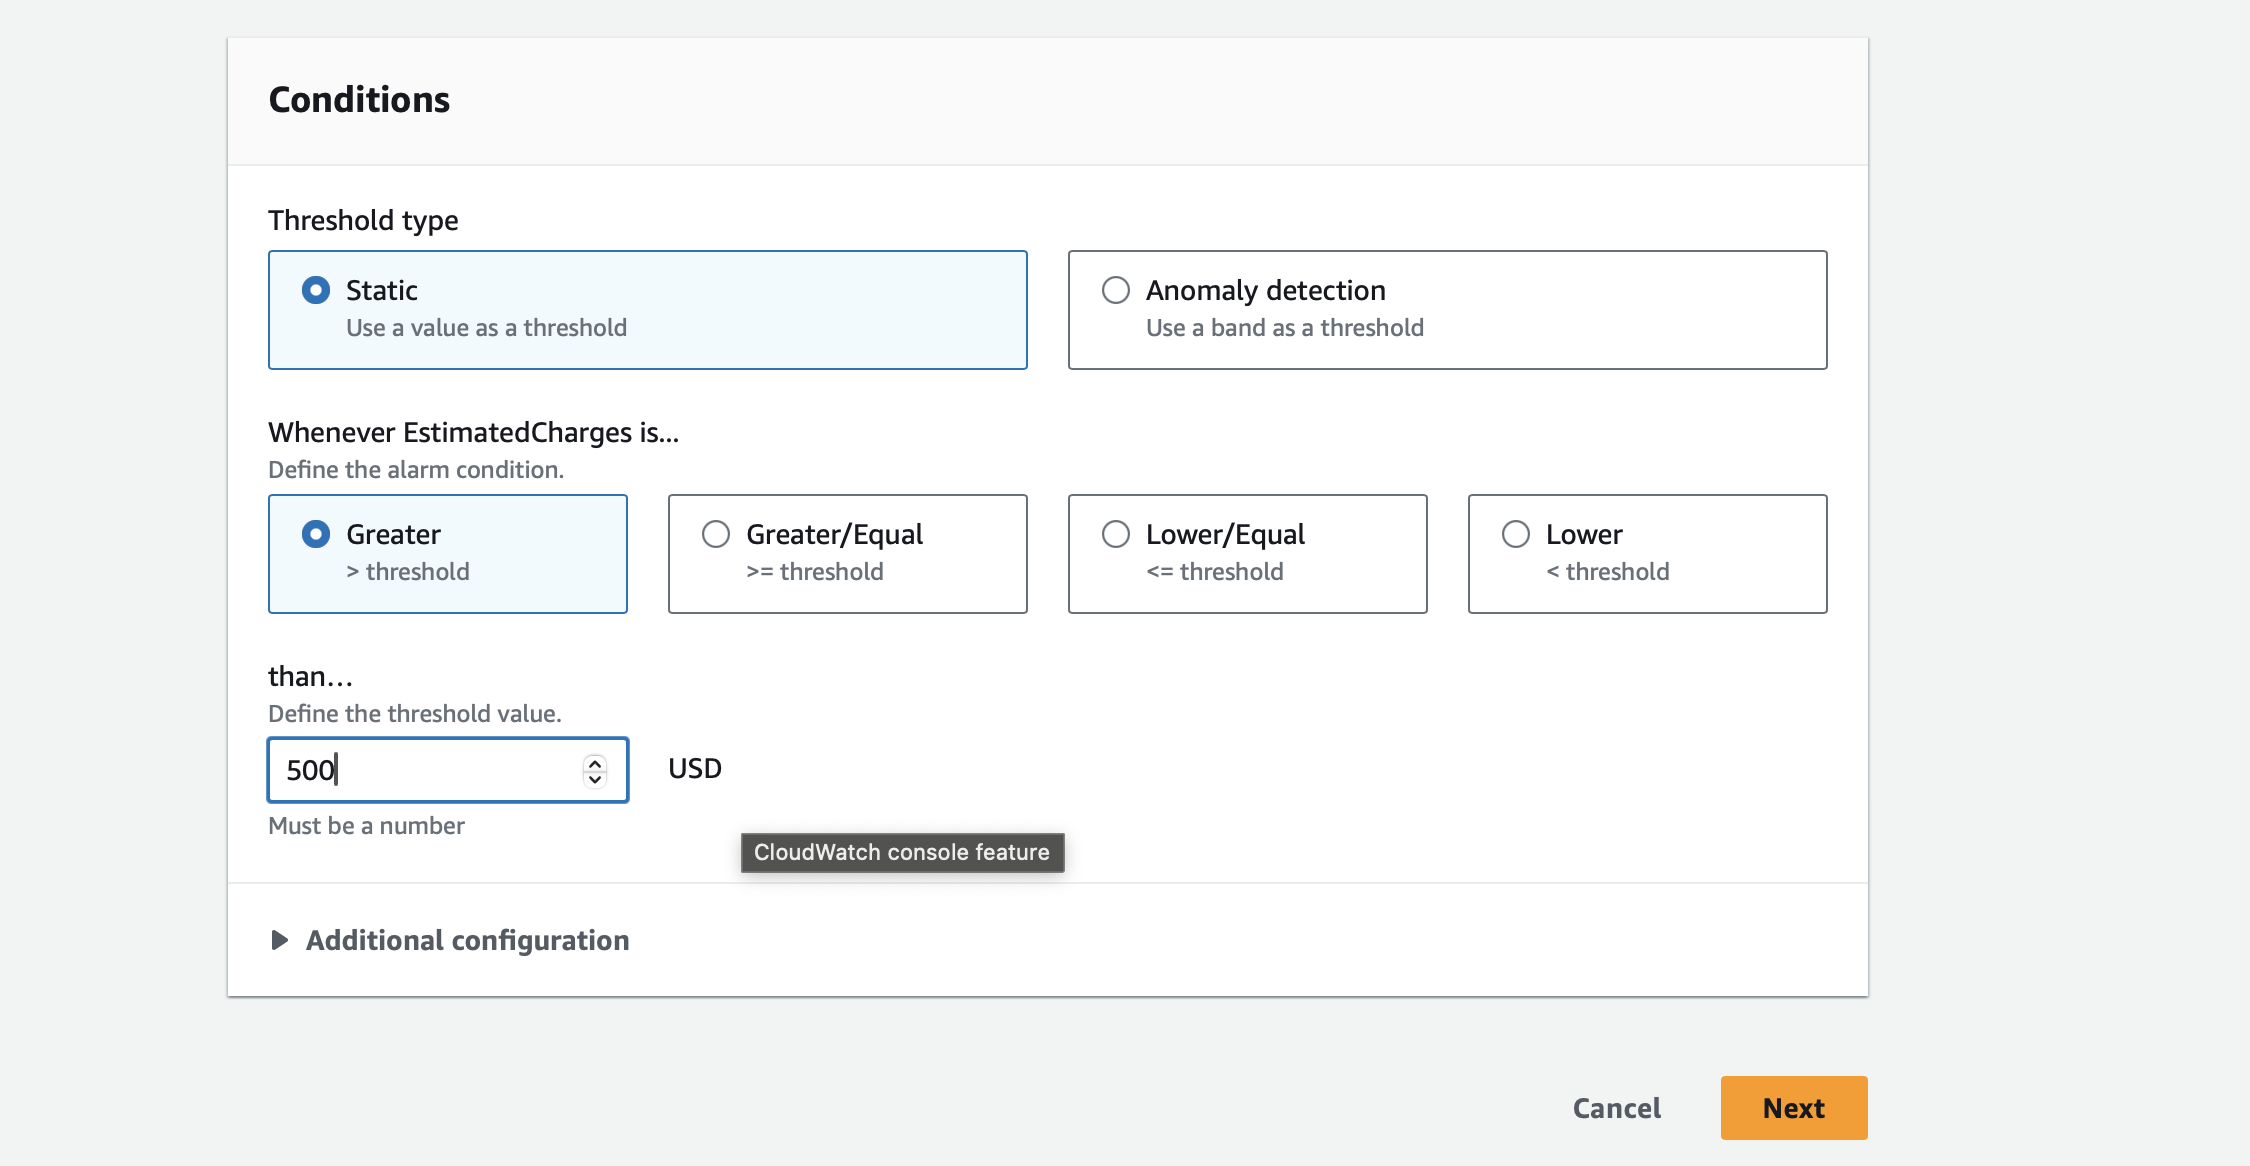 Conditions
Threshold type
Static
Use a value as a threshold
Anomaly detection
Use a band as a threshold
Whenever EstimatedCharges is...
Define the alarm condition.
Greater
> threshold
Greater/Equal
>= threshold
Lower/Equal
<= threshold
Lower
< threshold
than...
Define the threshold value.
500
USD
Must be a number
CloudWatch console feature
Additional configuration
Cancel
Next